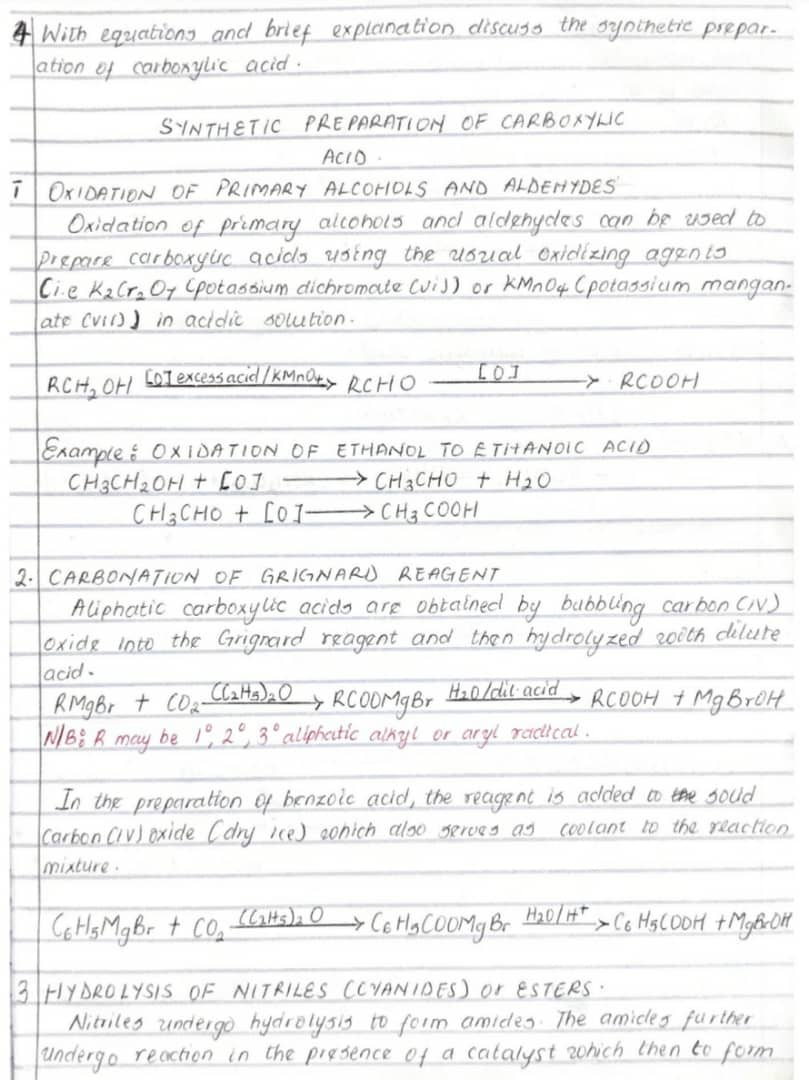 4 With equations and brief explanation discuss the synthetic prepar-
ation of carboxylic acid.
SYNTHETIC PREPARATION OF CARBOXYLIC
ACID.
1 OXIDATION OF PRIMARY ALCOHOLS AND ALDEHYDES
Oxidation of primary alcohols and aldehydes can be used to
prepare carboxylic acids using the usual oxidizing agents
(i.e K2Cr2O7 (potassium dichromate (vi)) or KMnO4 (potassium mangan-
ate (vii)) in acidic solution.
RCH2OH [O] excess acid/KMnO4→ RCHO [O]→ RCOOH
Example: OXIDATION OF ETHANOL TO ETHANOIC ACID
CH3CH2OH + [O] → CH3CHO + H2O
CH3CHO + [O] → CH3COOH
2. CARBONATION OF GRIGNARD REAGENT
Aliphatic carboxylic acids are obtained by bubbling carbon (iv)
oxide into the Grignard reagent and then hydrolyzed with dilute
acid.
RMgBr + CO2 (C2H5)2O→ RCOOMgBr H2O/dil.acid→ RCOOH + MgBrOH
N/B: R may be 1°, 2°, 3° aliphatic alkyl or aryl radical.
In the preparation of benzoic acid, the reagent is added to the solid
Carbon (iv) oxide (dry ice) which also serves as coolant to the reaction
mixture.
C6H5MgBr + CO2 (C2H5)2O→ C6H5COOMgBr H2O/H+→ C6H5COOH + MgBrOH
3 HYDROLYSIS OF NITRILES (CYANIDES) or ESTERS.
Nitriles undergo hydrolysis to form amides. The amides further
undergo reaction in the presence of a catalyst which then to form